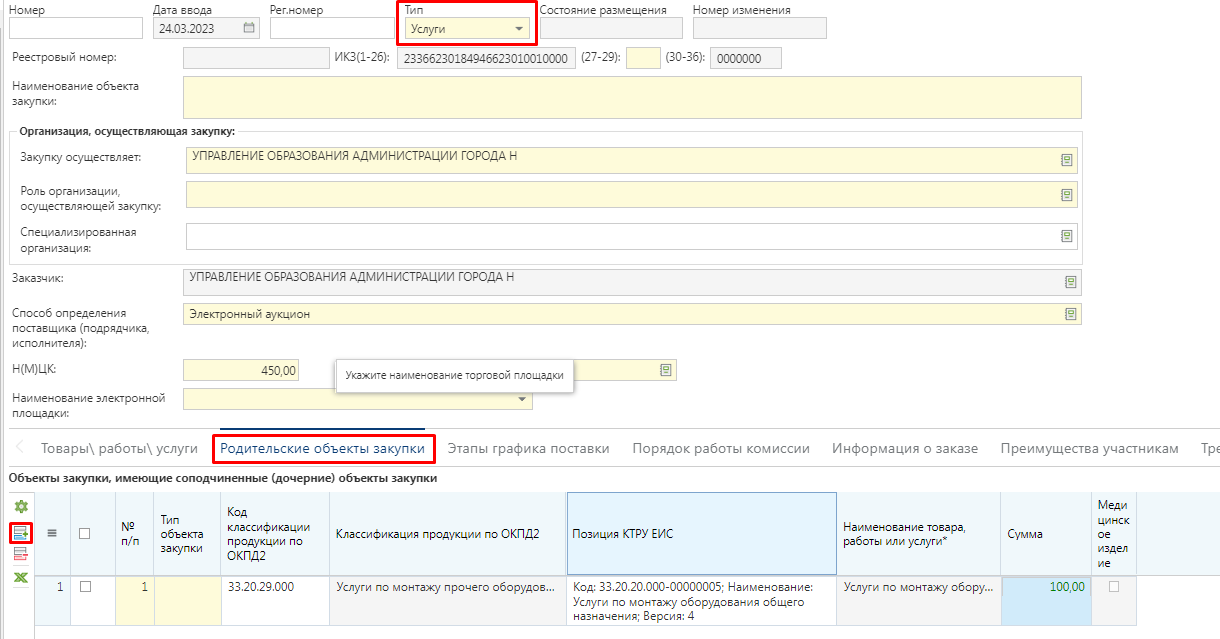 Номер
Дата ввода
Рег.номер
Тип
Состояние размещения
Номер изменения
24.03.2023
Услуги
Реестровый номер:
ИКЗ(1-26):
23366230184946623010010000
(27-29):
(30-36):
0000000
Наименование объекта
закупки:
Организация, осуществляющая закупку:
Закупку осуществляет:
УПРАВЛЕНИЕ ОБРАЗОВАНИЯ АДМИНИСТРАЦИИ ГОРОДА Н
Роль организации,
осуществляющей закупку:
Специализированная
организация:
Заказчик:
УПРАВЛЕНИЕ ОБРАЗОВАНИЯ АДМИНИСТРАЦИИ ГОРОДА Н
Способ определения
поставщика (подрядчика,
исполнителя):
Электронный аукцион
Н(М)ЦК:
450,00
Укажите наименование торговой площадки
Наименование электронной
площадки:
Товары\ работы\ услуги
Родительские объекты закупки
Этапы графика поставки
Порядок работы комиссии
Информация о заказе
Преимущества участникам
Тре
Объекты закупки, имеющие соподчиненные (дочерние) объекты закупки
№
п/п
Тип
объекта
закупки
Код
классификации
продукции по
ОКПД2
Классификация продукции по ОКПД2
Позиция КТРУ ЕИС
Наименование товара,
работы или услуги*
Сумма
Меди
цинск
ое
издел
ие
1
1
33.20.29.000
Услуги по монтажу прочего оборудов...
Код: 33.20.20.000-00000005; Наименование:
Услуги по монтажу оборудования общего
назначения; Версия: 4
Услуги по монтажу обору...
100,00